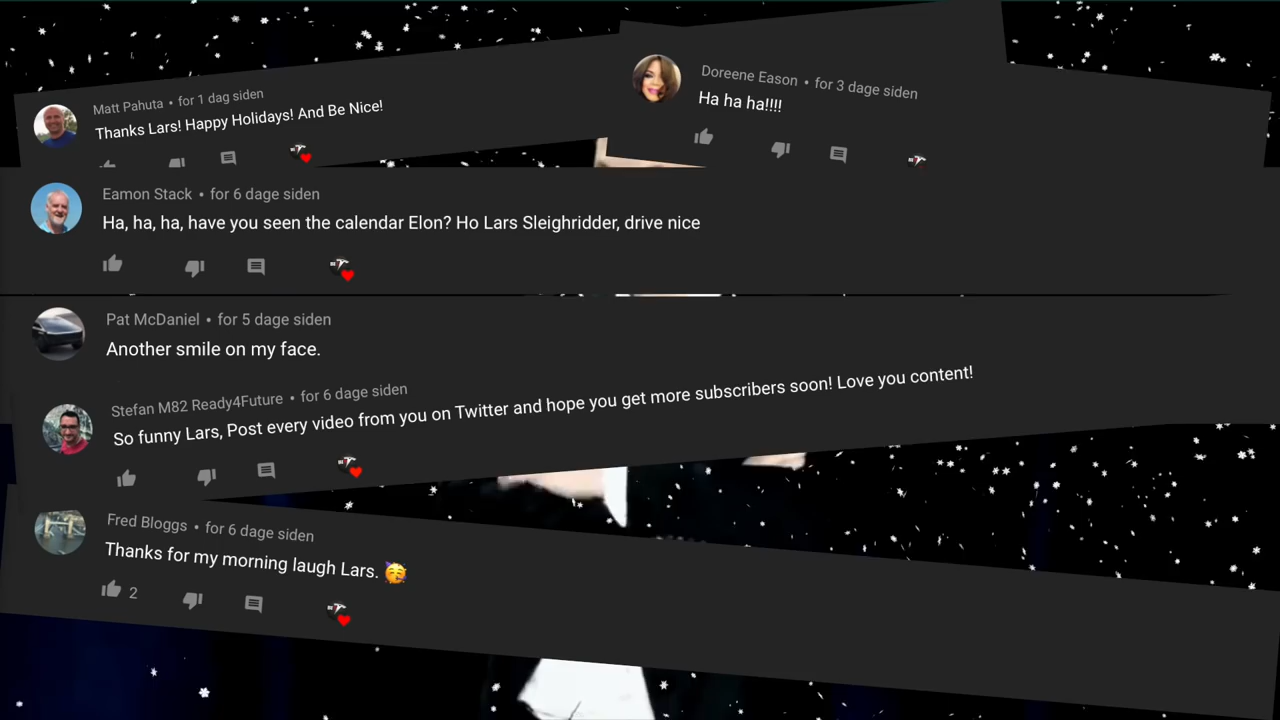 Matt Pahuta • for 1 dag siden
Thanks Lars! Happy Holidays! And Be Nice!
Doreene Eason • for 3 dage siden
Ha ha ha!!!!
Eamon Stack • for 6 dage siden
Ha, ha, ha, have you seen the calendar Elon? Ho Lars Sleighridder, drive nice
Pat McDaniel • for 5 dage siden
Another smile on my face.
Stefan M82 Ready4Future • for 6 dage siden
So funny Lars, Post every video from you on Twitter and hope you get more subscribers soon! Love you content!
Fred Bloggs • for 6 dage siden
Thanks for my morning laugh Lars. 🥳
2